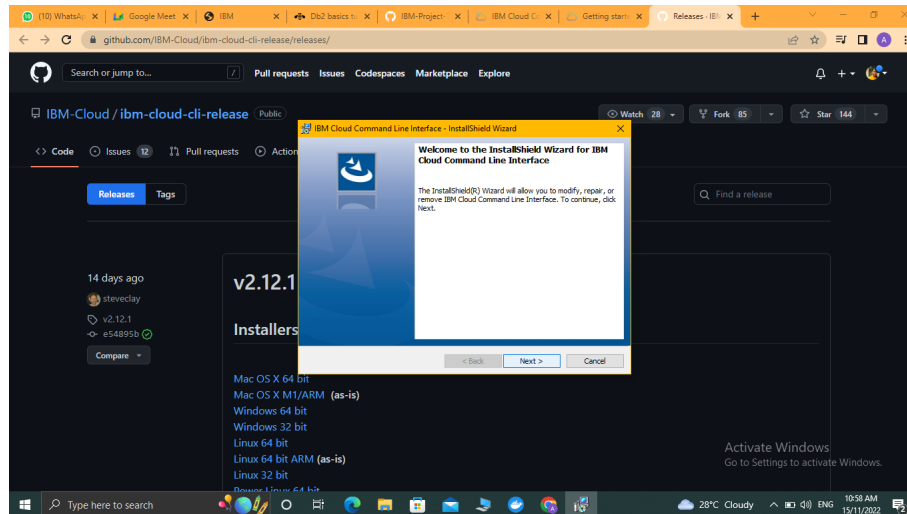 (10) WhatsAp
Google Meet
IBM
Db2 basics tu
IBM-Project-
IBM Cloud C
Getting starte
Releases · IBM
github.com/IBM-Cloud/ibm-cloud-cli-release/releases/
A
Search or jump to...
/
Pull requests Issues Codespaces Marketplace Explore
IBM-Cloud / ibm-cloud-cli-release Public
Watch 28
Fork 85
Star 144
Code
Issues 12
Pull requests
Action
IBM Cloud Command Line Interface - InstallShield Wizard
Welcome to the InstallShield Wizard for IBM
Cloud Command Line Interface
The InstallShield(R) Wizard will allow you to modify, repair, or
remove IBM Cloud Command Line Interface. To continue, click
Next.
< Back
Next >
Cancel
Releases
Tags
Find a release
14 days ago
steveclay
v2.12.1
e54895b
Compare
v2.12.1
Installers
Mac OS X 64 bit
Mac OS X M1/ARM (as-is)
Windows 64 bit
Windows 32 bit
Linux 64 bit
Linux 64 bit ARM (as-is)
Linux 32 bit
Power Linux 64 bit
Activate Windows
Go to Settings to activate Windows.
Type here to search
28°C Cloudy
ENG
10:58 AM
15/11/2022